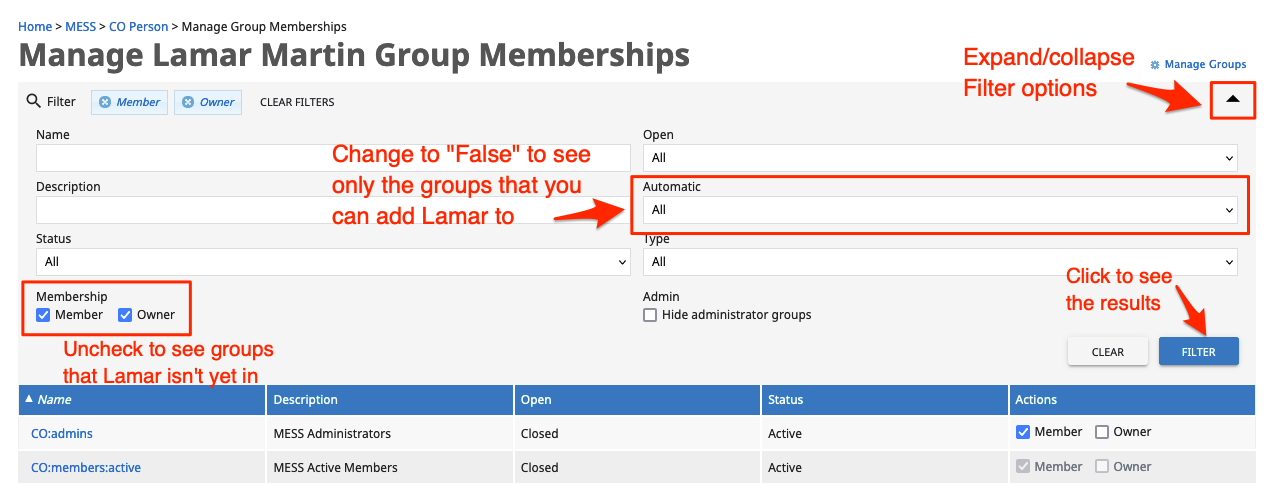 Home > MESS > CO Person > Manage Group Memberships
Manage Lamar Martin Group Memberships
Expand/collapse
Filter options
Manage Groups
Filter Member Owner CLEAR FILTERS
Name
Open
All
Change to "False" to see
only the groups that you
can add Lamar to
Description
Automatic
All
Status
All
Type
All
Membership
Member Owner
Admin
Hide administrator groups
Click to see
the results
Uncheck to see groups
that Lamar isn't yet in
CLEAR FILTER
Name Description Open Status Actions
CO:admins MESS Administrators Closed Active Member Owner
CO:members:active MESS Active Members Closed Active Member Owner